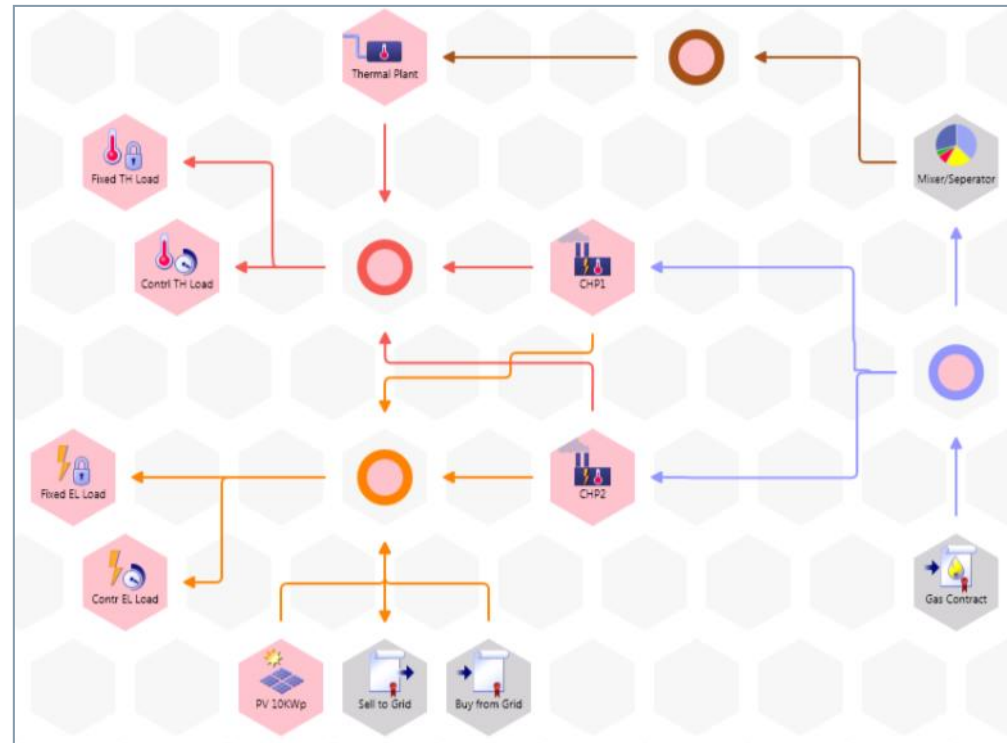 Thermal Plant
Fixed TH Load
Mixer/Seperator
Contrl TH Load
CHP1
Fixed EL Load
CHP2
Contr EL Load
Gas Contract
PV 10KWp
Sell to Grid
Buy from Grid